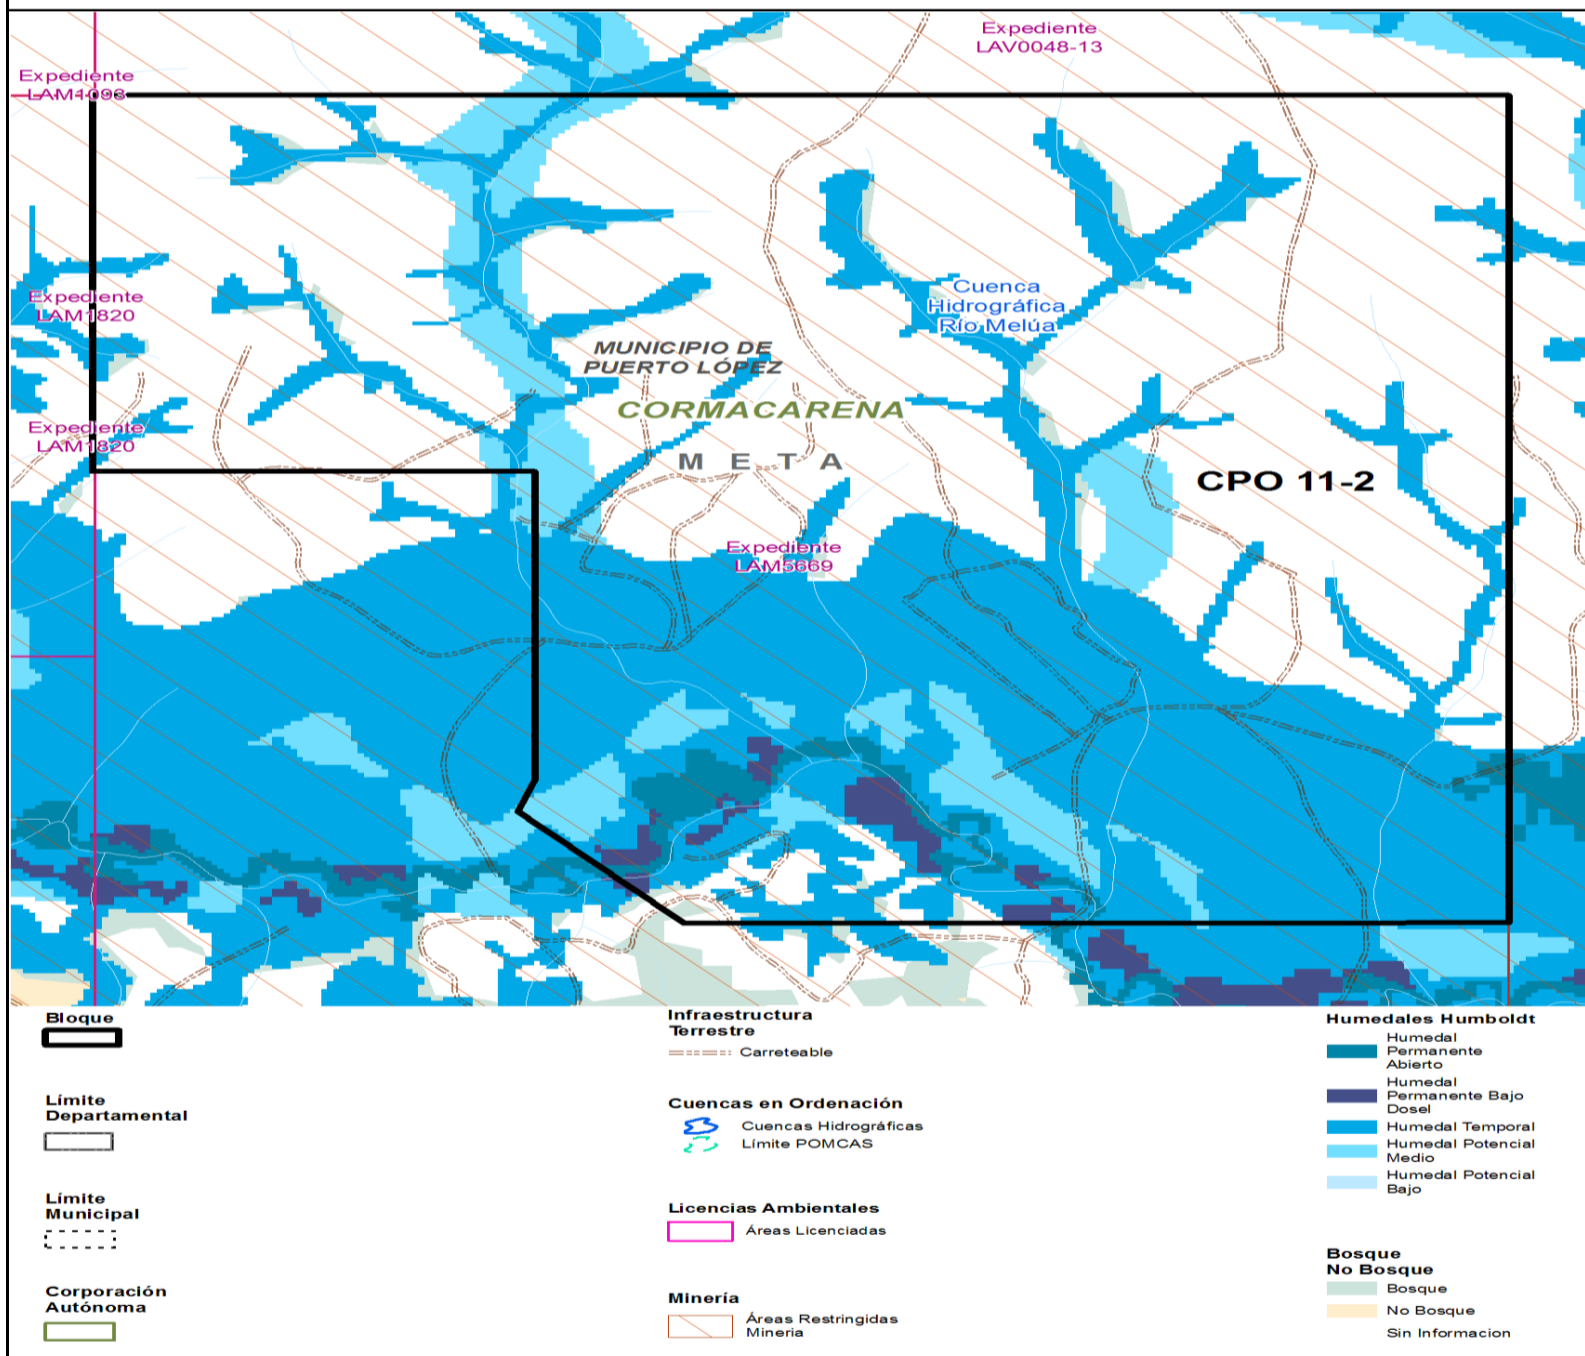 Expediente
LAV0048-13
Expediente
LAM1093
Cuenca
Hidrográfica
Río Melúa
Expediente
LAM1820
MUNICIPIO DE
PUERTO LÓPEZ
CORMACARENA
Expediente
LAM1820
M E T A
CPO 11-2
Expediente
LAM5669
Bloque
Límite
Departamental
Límite
Municipal
Corporación
Autónoma
Infraestructura
Terrestre
Carreteable
Cuencas en Ordenación
Cuencas Hidrográficas
Límite POMCAS
Licencias Ambientales
Áreas Licenciadas
Minería
Áreas Restringidas
Mineria
Humedales Humboldt
Humedal
Permanente
Abierto
Humedal
Permanente Bajo
Dosel
Humedal Temporal
Humedal Potencial
Medio
Humedal Potencial
Bajo
Bosque
No Bosque
Bosque
No Bosque
Sin Informacion